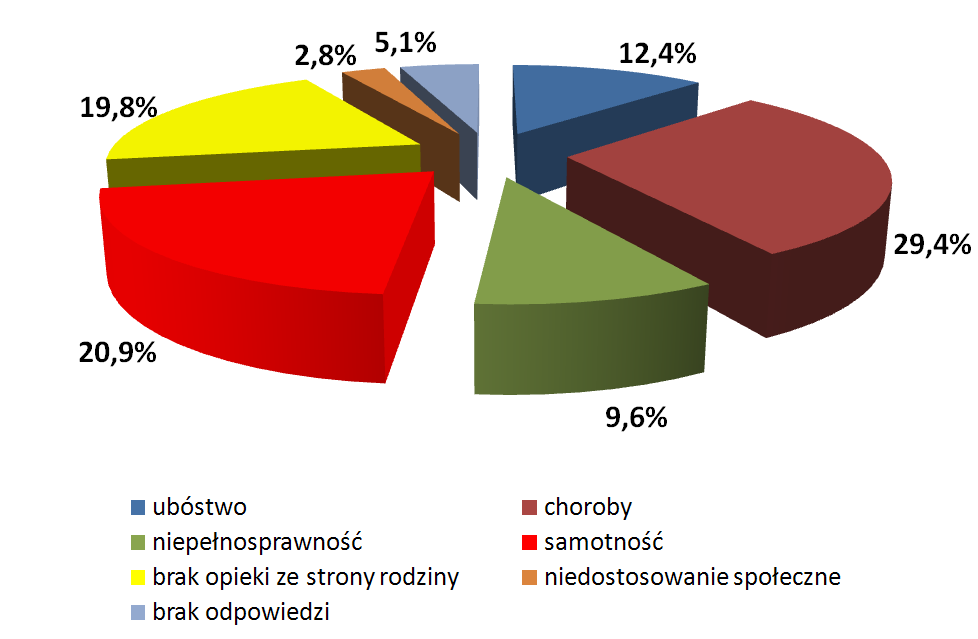 5,1%
2,8%
12,4%
19,8%
29,4%
20,9%
9,6%
ubóstwo
choroby
niepełnosprawność
samotność
brak opieki ze strony rodziny
niedostosowanie społeczne
brak odpowiedzi